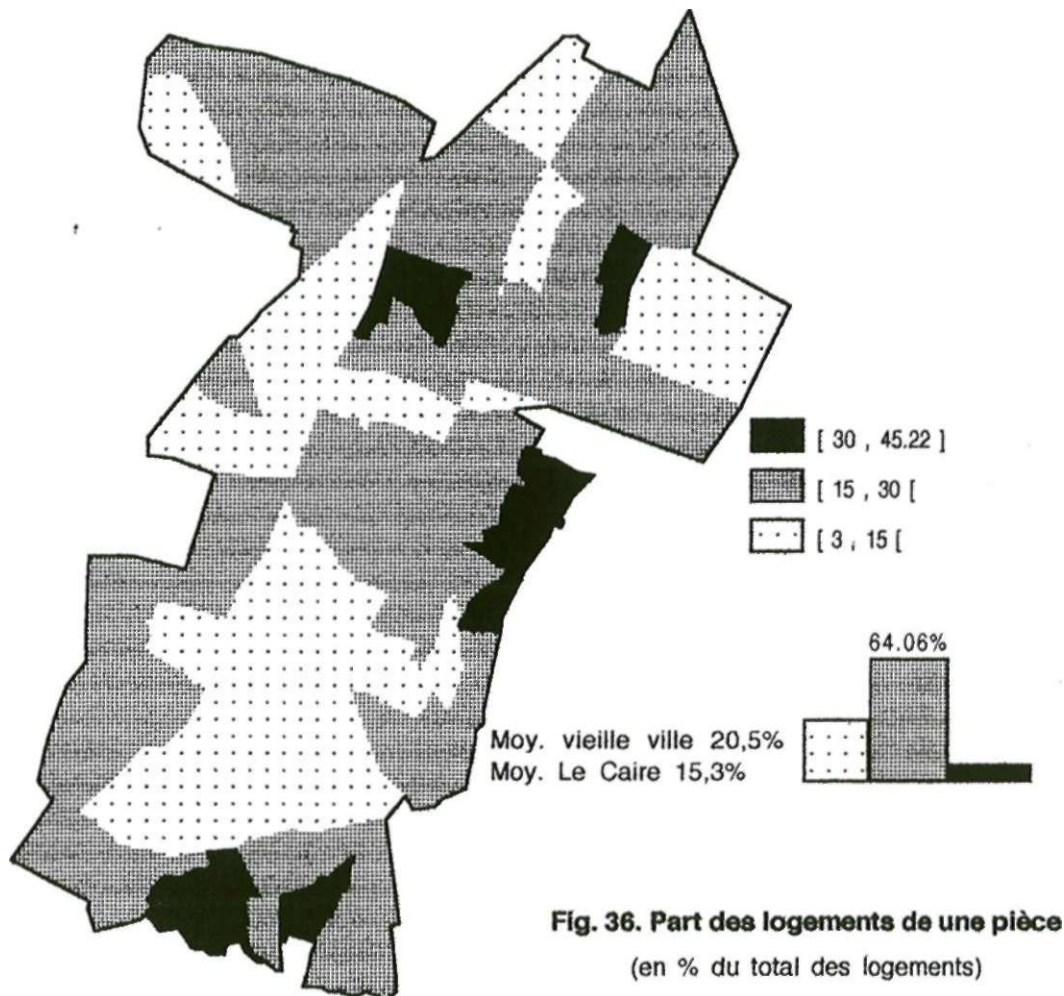 [ 30 , 45.22 ]
[ 15 , 30 [
[ 3 , 15 [
64.06%
Moy. vieille ville 20,5%
Moy. Le Caire 15,3%
Fig. 36. Part des logements de une pièce
(en % du total des logements)